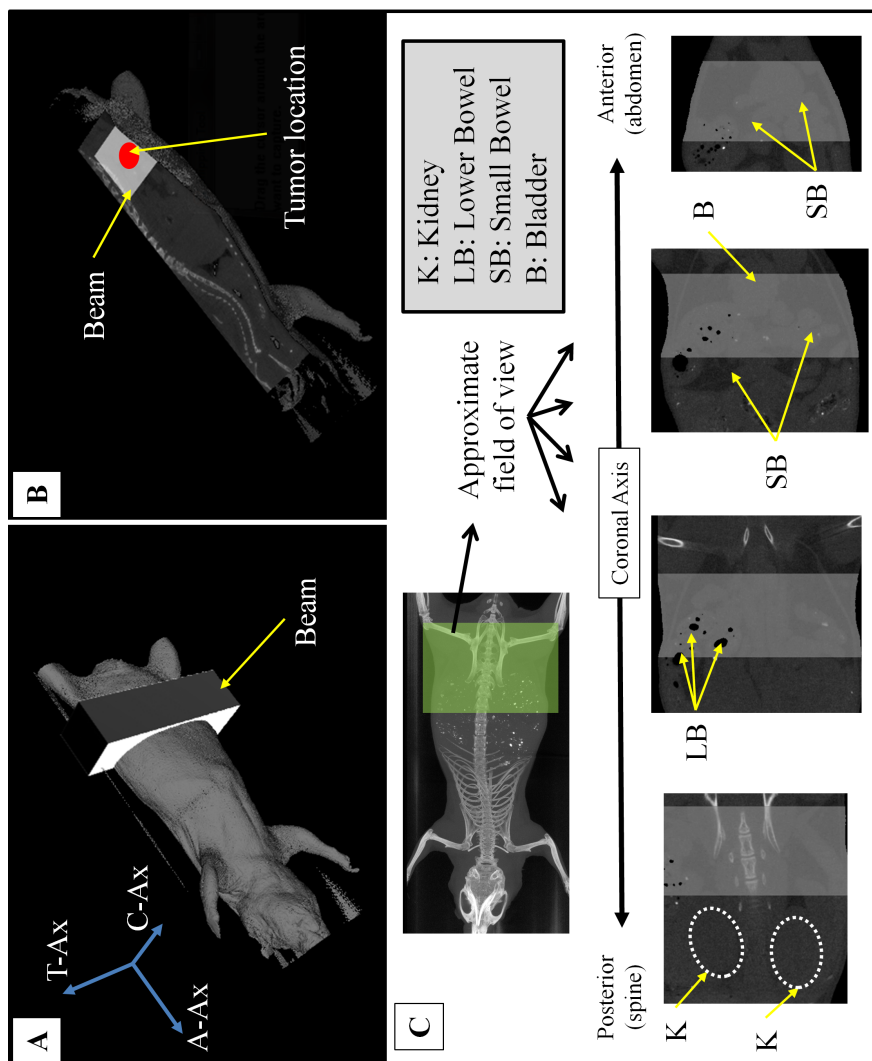 A
T-Ax
C-Ax
A-Ax
Beam
B
Beam
Tumor location
C
Approximate
field of view
K: Kidney
LB: Lower Bowel
SB: Small Bowel
B: Bladder
Posterior
(spine)
Coronal Axis
Anterior
(abdomen)
K
K
LB
SB
B
SB